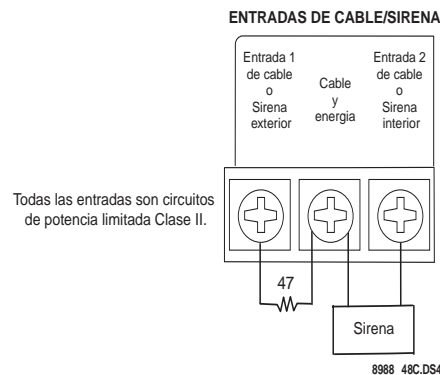 ENTRADAS DE CABLE/SIRENA
Entrada 1
de cable
o
Sirena
exterior
Cable
y
energia
Entrada 2
de cable
o
Sirena
interior
Todas las entradas son circuitos
de potencia limitada Clase II.
47
Sirena
8988 48C.DS4